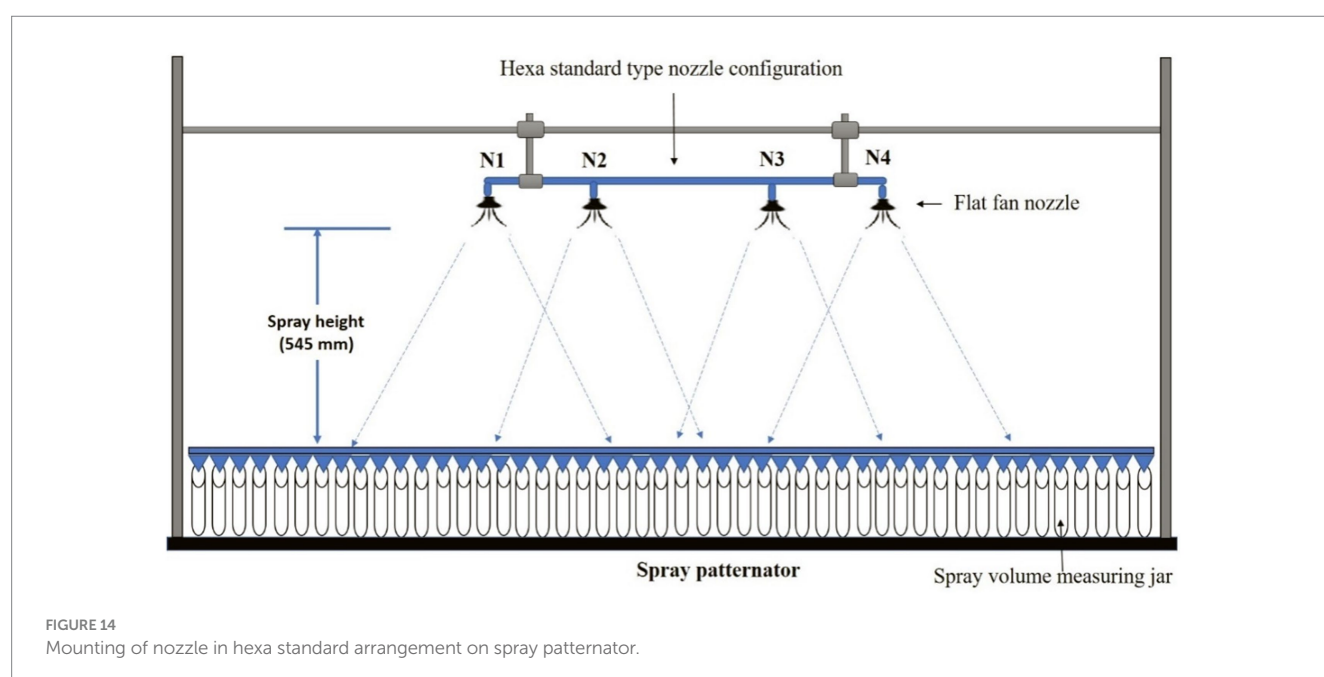 Hexa standard type nozzle configuration
N1
N2
N3
N4
Flat fan nozzle
Spray height
(545 mm)
Spray patternator
Spray volume measuring jar
FIGURE 14
Mounting of nozzle in hexa standard arrangement on spray patternator.